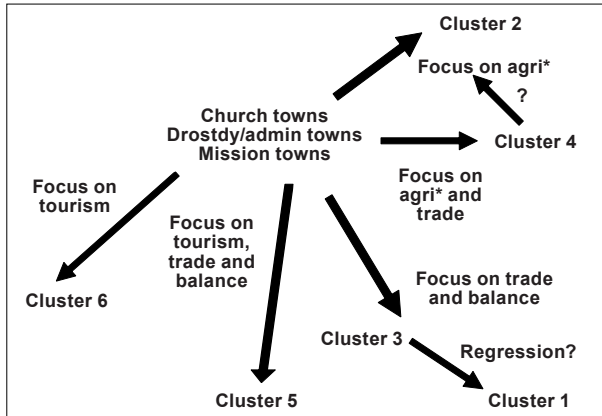 Cluster 2
Focus on agri*
?
Cluster 4
Church towns
Drostdy/admin towns
Mission towns
Focus on
agri* and
trade
Focus on
tourism
Cluster 6
Focus on
tourism,
trade and
balance
Cluster 5
Focus on trade
and balance
Cluster 3
Regression?
Cluster 1